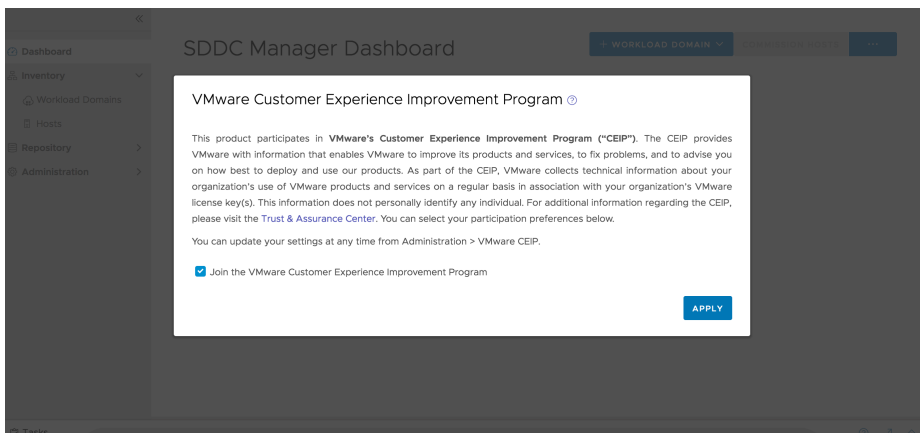 «
Dashboard
SDDC Manager Dashboard
+ WORKLOAD DOMAIN
COMMISSION HOSTS
...
Inventory
Workload Domains
Hosts
Repository
Administration
VMware Customer Experience Improvement Program
This product participates in VMware's Customer Experience Improvement Program (“CEIP”). The CEIP provides
VMware with information that enables VMware to improve its products and services, to fix problems, and to advise you
on how best to deploy and use our products. As part of the CEIP, VMware collects technical information about your
organization's use of VMware products and services on a regular basis in association with your organization's VMware
license key(s). This information does not personally identify any individual. For additional information regarding the CEIP,
please visit the Trust & Assurance Center. You can select your participation preferences below.
You can update your settings at any time from Administration > VMware CEIP.
Join the VMware Customer Experience Improvement Program
APPLY
Tasks